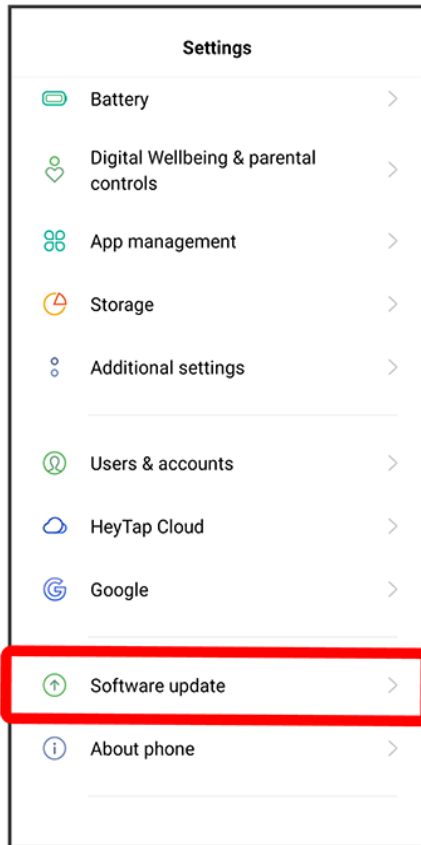 Settings
Battery
Digital Wellbeing & parental
controls
App management
Storage
Additional settings
Users & accounts
HeyTap Cloud
Google
Software update
About phone